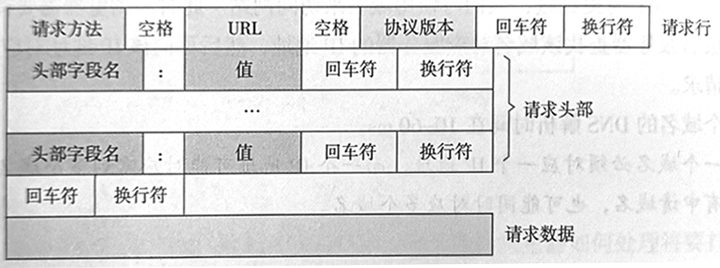 请求方法 空格 URL 空格 协议版本 回车符 换行符 请求行
头部字段名 : 值 回车符 换行符
...
请求头部
头部字段名 : 值 回车符 换行符
回车符 换行符
请求数据